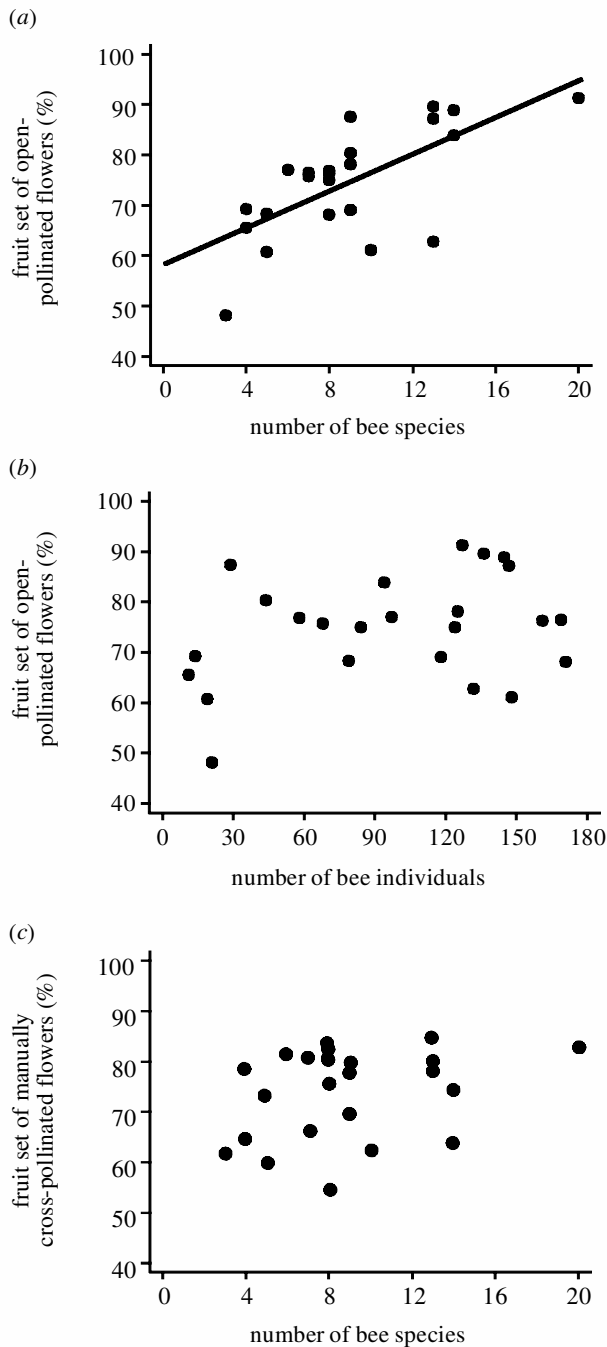 (a)
fruit set of open-
pollinated flowers (%)
100
90
80
70
60
50
40
0 4 8 12 16 20
number of bee species
(b)
fruit set of open-
pollinated flowers (%)
100
90
80
70
60
50
40
0 30 60 90 120 150 180
number of bee individuals
(c)
fruit set of manually
cross-pollinated flowers (%)
100
90
80
70
60
50
40
0 4 8 12 16 20
number of bee species